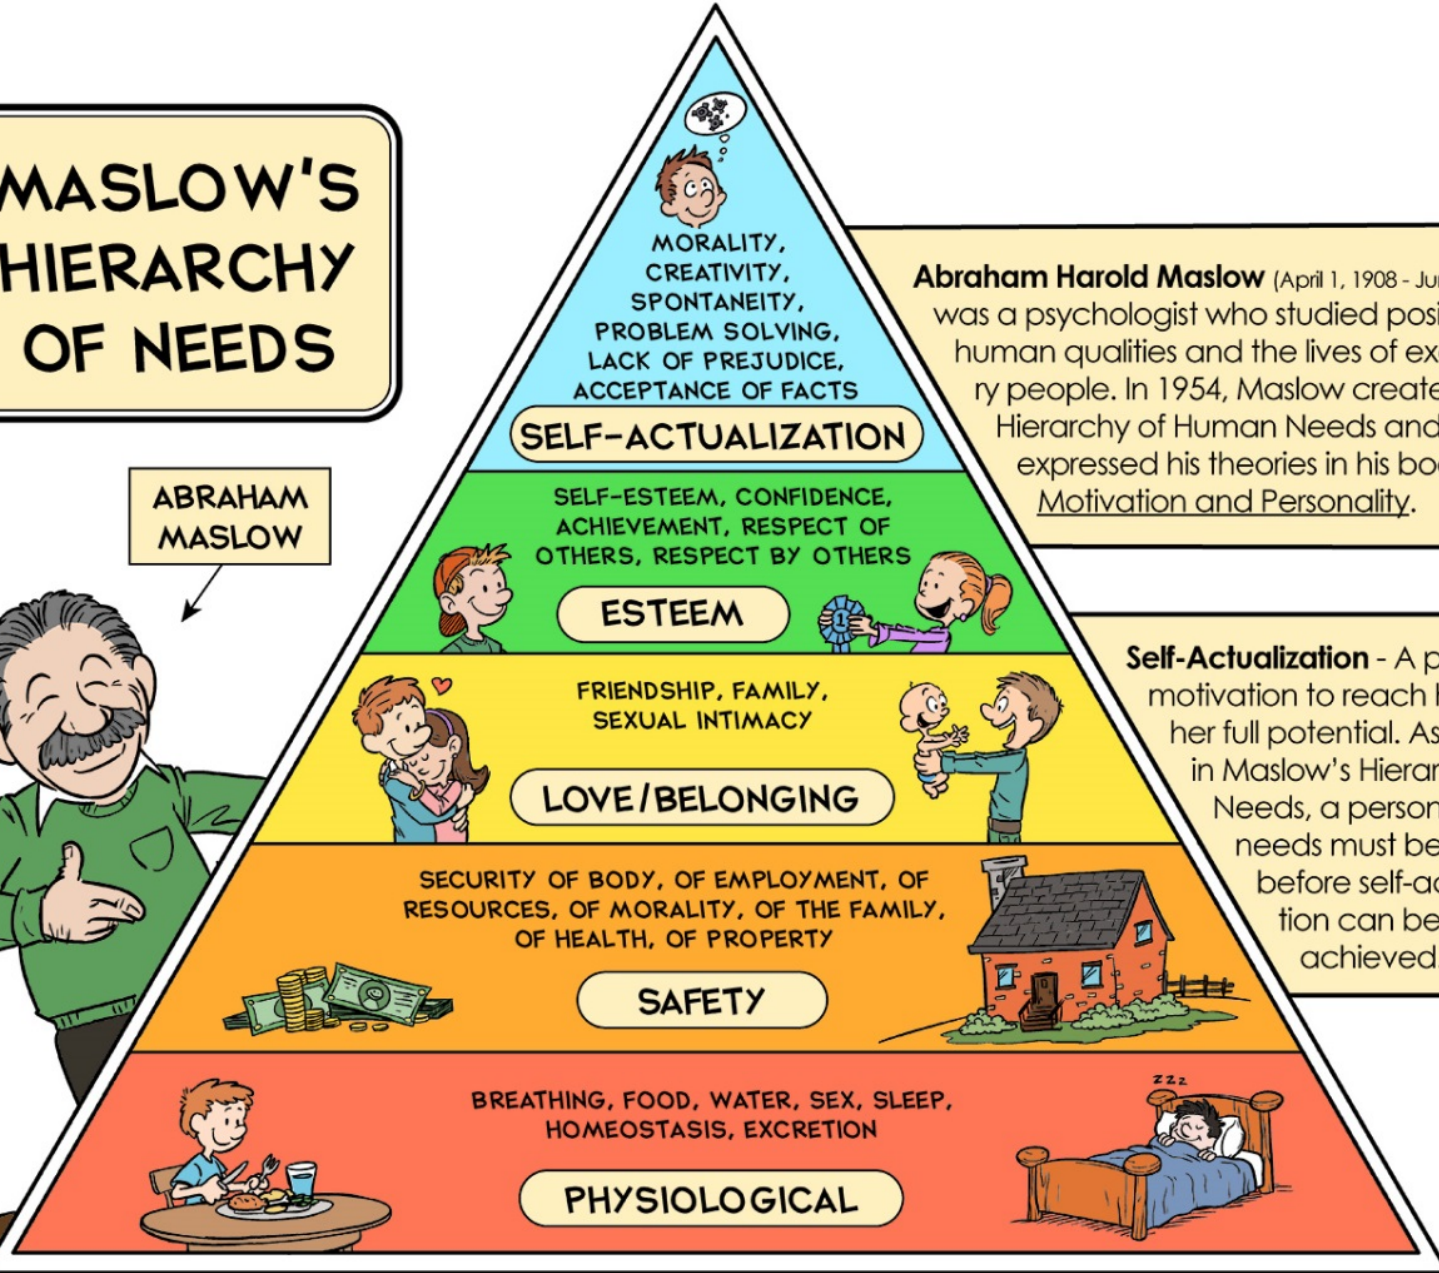 MASLOW'S
HIERARCHY
OF NEEDS
ABRAHAM
MASLOW
MORALITY,
CREATIVITY,
SPONTANEITY,
PROBLEM SOLVING,
LACK OF PREJUDICE,
ACCEPTANCE OF FACTS
SELF-ACTUALIZATION
SELF-ESTEEM, CONFIDENCE,
ACHIEVEMENT, RESPECT OF
OTHERS, RESPECT BY OTHERS
1
ESTEEM
FRIENDSHIP, FAMILY,
SEXUAL INTIMACY
LOVE/BELONGING
SECURITY OF BODY, OF EMPLOYMENT, OF
RESOURCES, OF MORALITY, OF THE FAMILY,
OF HEALTH, OF PROPERTY
SAFETY
zzz
BREATHING, FOOD, WATER, SEX, SLEEP,
HOMEOSTASIS, EXCRETION
PHYSIOLOGICAL
Abraham Harold Maslow (April 1, 1908 -
was a psychologist who studied
human qualities and the lives of
ry people. In 1954, Maslow
Hierarchy of Human Needs and
expressed his theories in his
Motivation and Personality.
Self-Actualization - A
motivation to reach
her full potential. As
in Maslow's
Needs, a person
needs must be
before
tion can be
achieved